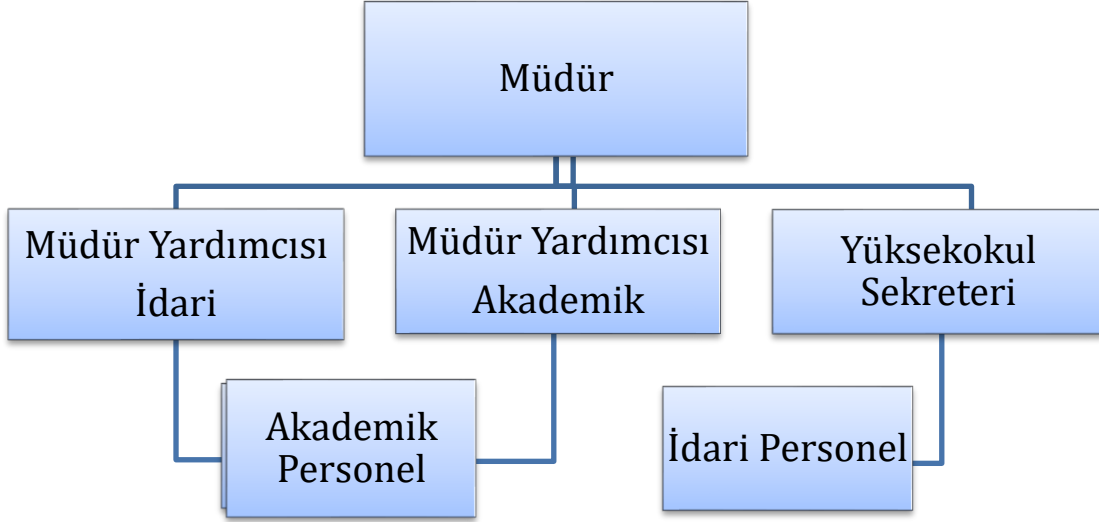 Müdür
Müdür Yardımcısı
İdari
Müdür Yardımcısı
Akademik
Yüksekokul
Sekreteri
Akademik
Personel
İdari Personel